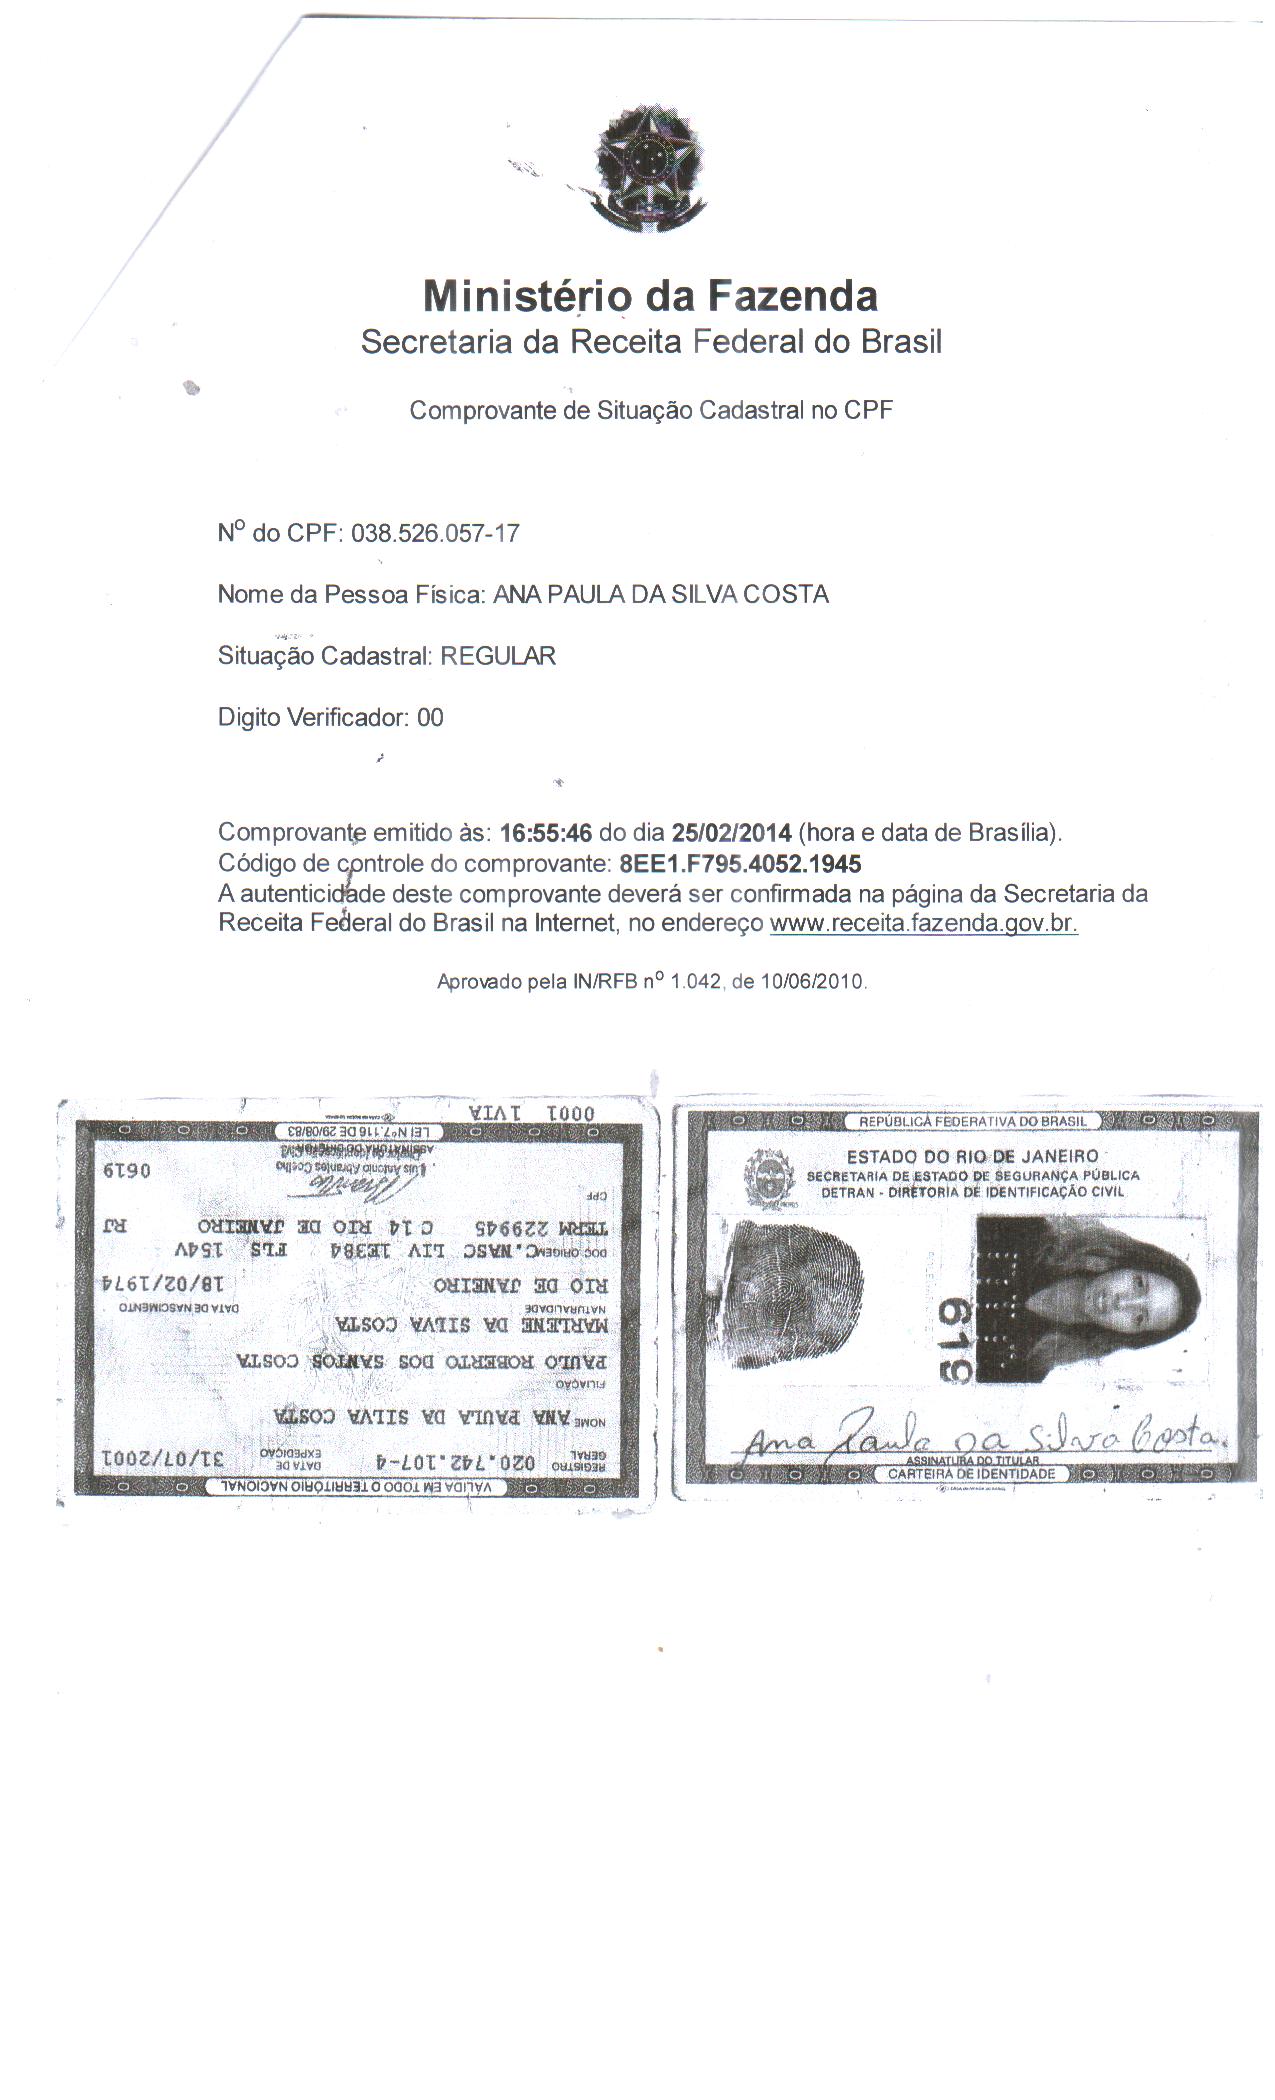 Ministério da Fazenda
Secretaria da Receita Federal do Brasil
Comprovante de Situação Cadastral no CPF
Nº do CPF: 038.526.057-17
Nome da Pessoa Física: ANA PAULA DA SILVA COSTA
Situação Cadastral: REGULAR
Digito Verificador: 00
Comprovante emitido às: 16:55:46 do dia 25/02/2014 (hora e data de Brasília).
Código de controle do comprovante: 8EE1.F795.4052.1945
A autenticidade deste comprovante deverá ser confirmada na página da Secretaria da
Receita Federal do Brasil na Internet, no endereço www.receita.fazenda.gov.br.
Aprovado pela IN/RFB nº 1.042, de 10/06/2010.
VÁLIDA EM TODO O TERRITÓRIO NACIONAL
REGISTRO GERAL 020.742.107-4 DATA DE EXPEDIÇÃO 31/07/2001
NOME ANA PAULA DA SILVA COSTA
FILIAÇÃO
PAULO ROBERTO DOS SANTOS COSTA
MARLENE DA SILVA COSTA
NATURALIDADE DATA DE NASCIMENTO
RIO DE JANEIRO 18/02/1974
DOC ORIGEM C.NASC LIV 1E384 FLS 154V
TERM 22945 C 14 RIO DE JANEIRO RJ
CPF
0619
Luis Antonio Abrantes Coelho
ASSINATURA DO DIRETOR
LEI Nº 7.116 DE 29/08/83
0001 1VIA
REPÚBLICA FEDERATIVA DO BRASIL
ESTADO DO RIO DE JANEIRO
SECRETARIA DE ESTADO DE SEGURANÇA PÚBLICA
DETRAN - DIRETORIA DE IDENTIFICAÇÃO CIVIL
619
Ana Paula da Silva Costa.
ASSINATURA DO TITULAR
CARTEIRA DE IDENTIDADE